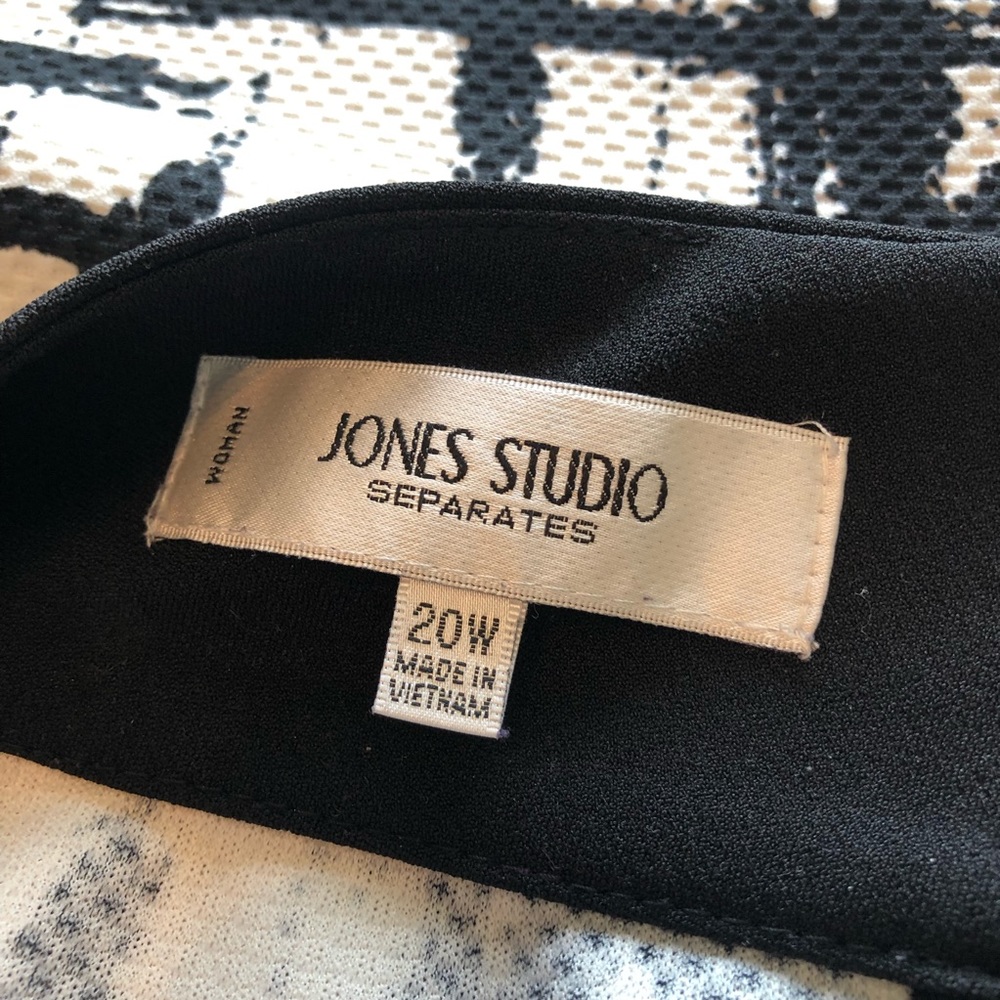 WOMAN
JONES STUDIO
SEPARATES
20W
MADE IN
VIETNAM